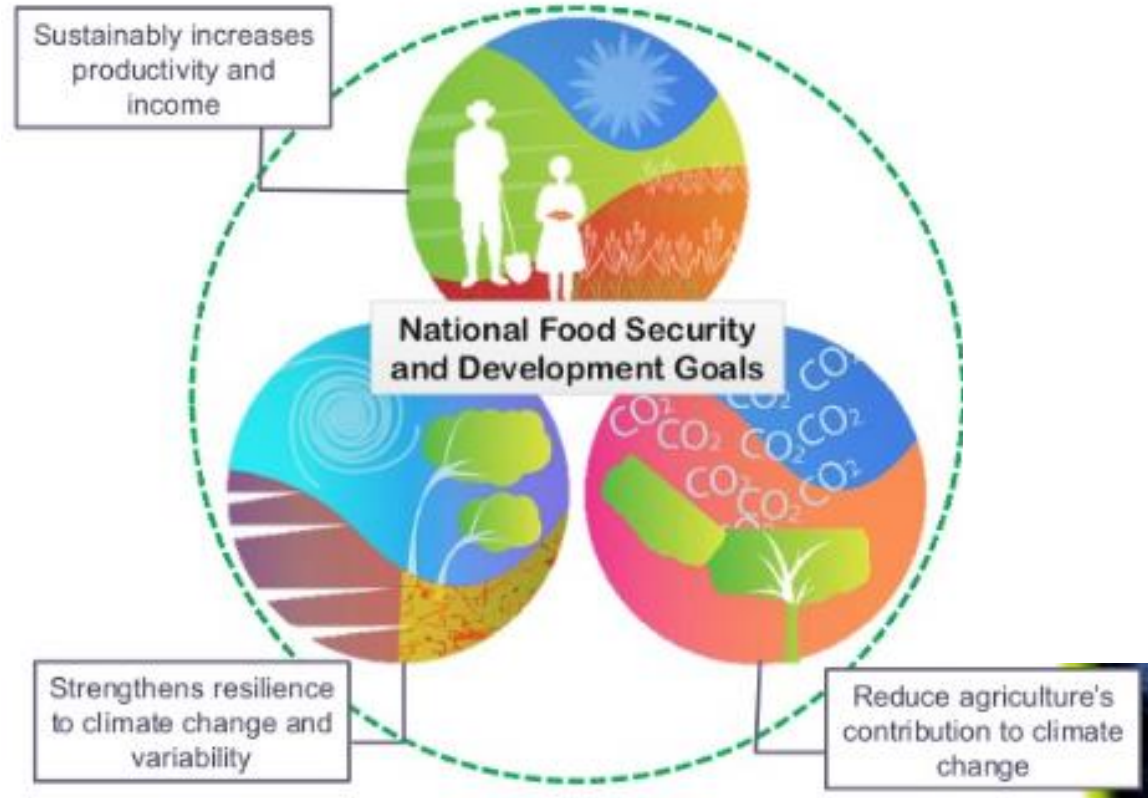 Sustainably increases
productivity and
income
National Food Security
and Development Goals
CO₂
CO₂
CO₂
CO₂
CO₂
CO₂
CO₂
CO₂
CO₂
CO₂
Strengthens resilience
to climate change and
variability
Reduce agriculture's
contribution to climate
change